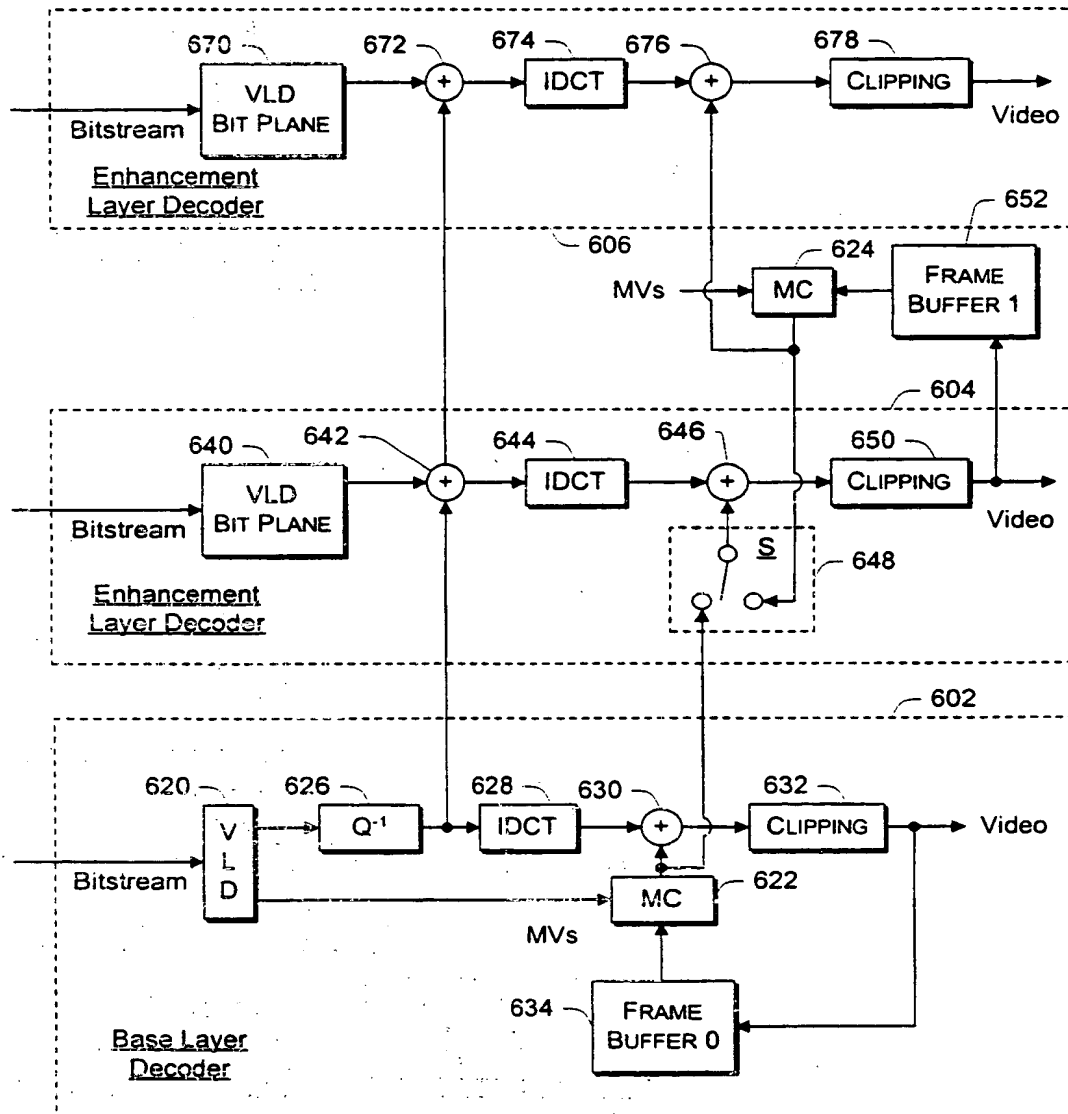 670
672
674
676
678
VLD
BIT PLANE
+
IDCT
+
CLIPPING
Bitstream
Video
Enhancement
Layer Decoder
652
606
624
MVs
MC
FRAME
BUFFER 1
604
640
642
644
646
650
VLD
BIT PLANE
+
IDCT
+
CLIPPING
Bitstream
Video
S
648
Enhancement
Layer Decoder
602
620
626
628
630
632
V
L
D
Q-1
IDCT
+
CLIPPING
Video
Bitstream
622
MC
MVs
634
FRAME
BUFFER 0
Base Layer
Decoder